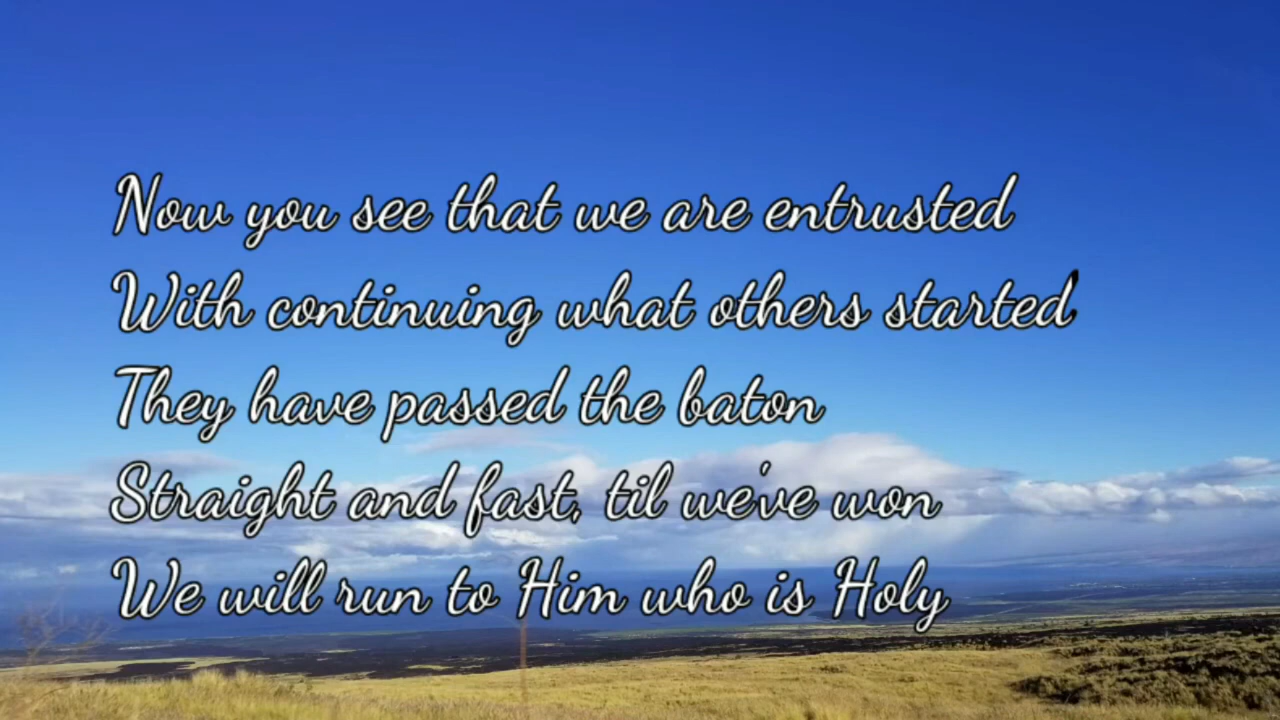 Now you see that we are entrusted
With continuing what others started
They have passed the baton
Straight and fast, til we've won
We will run to Him who is Holy